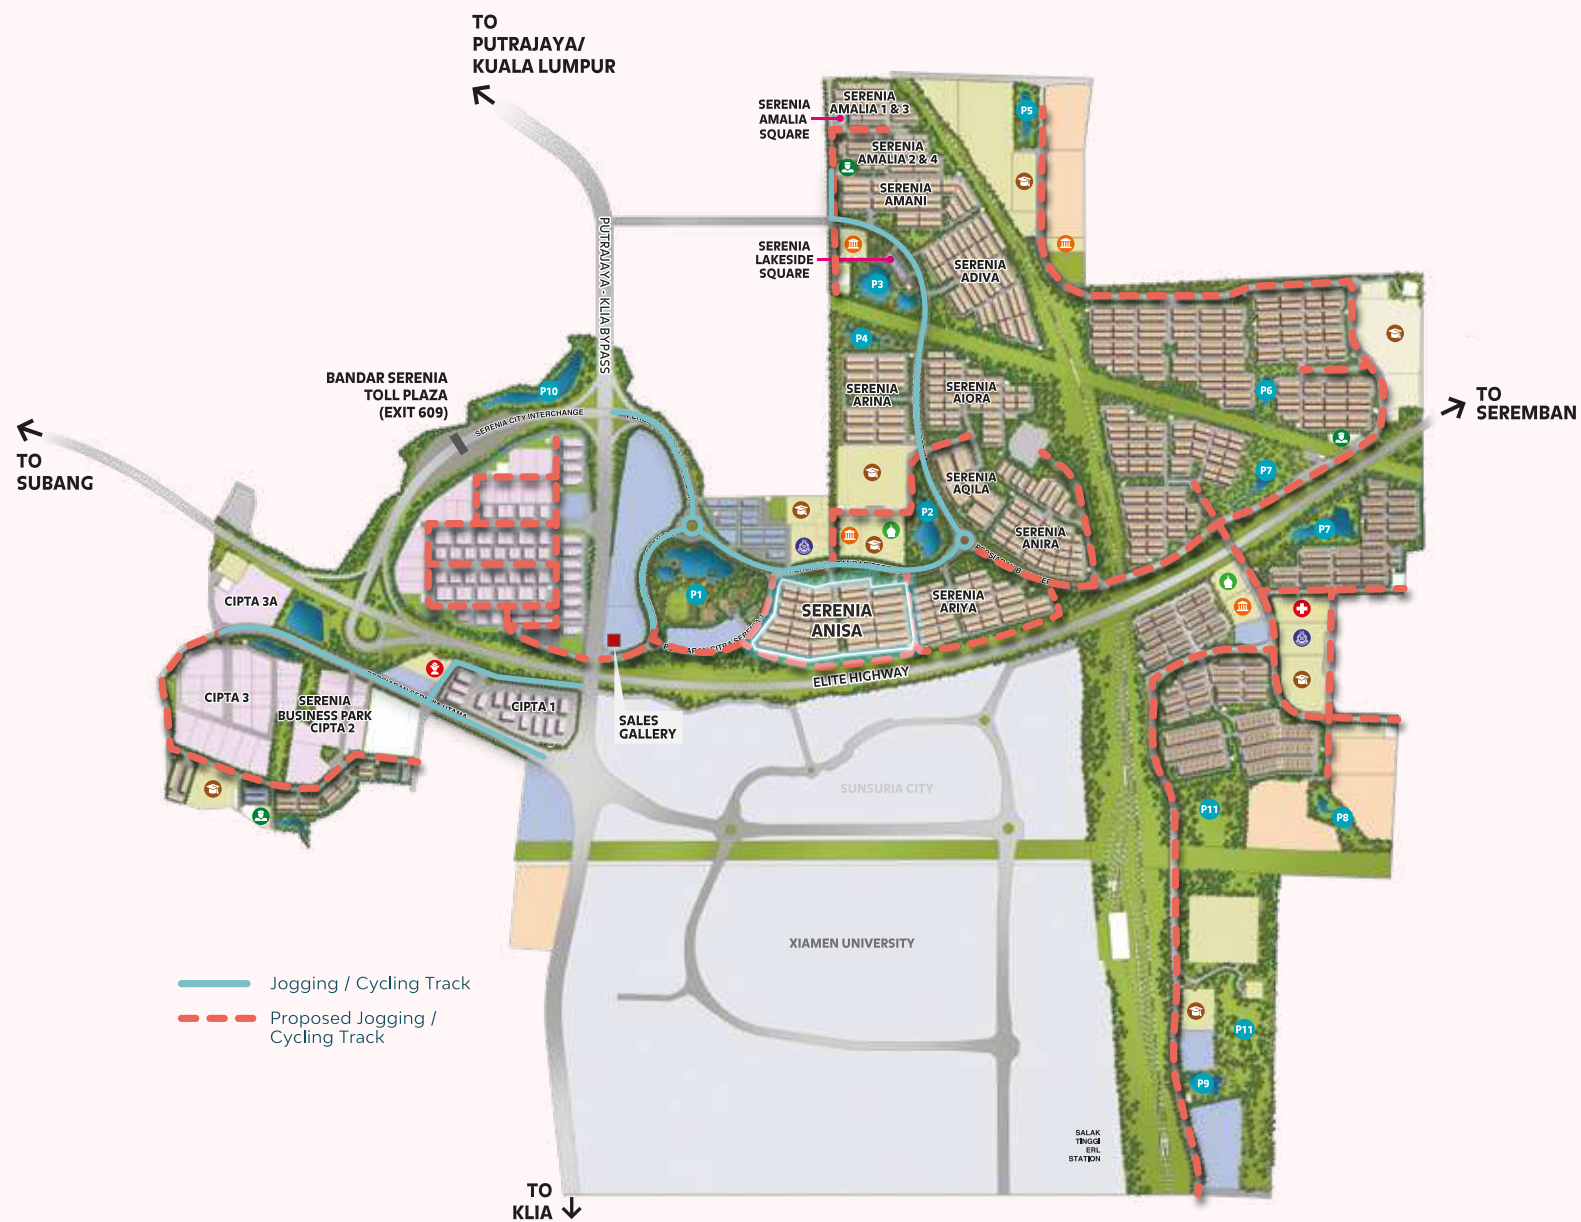 TO
PUTRAJAYA/
KUALA LUMPUR
SERENIA
AMALIA 1 & 3
P5
SERENIA
AMALIA
SQUARE
SERENIA
AMALIA 2 & 4
SERENIA
AMANI
PUTRAJAYA - KLIA BYPASS
SERENIA
LAKESIDE
SQUARE
SERENIA
ADIVA
P3
P4
BANDAR SERENIA
TOLL PLAZA
(EXIT 609)
P10
SERENIA CITY INTERCHANGE
SERENIA
ARINA
SERENIA
AIORA
P6
TO
SEREMBAN
TO
SUBANG
SERENIA
AQILA
P7
P2
P7
SERENIA
ANIRA
P1
CIPTA 3A
SERENIA
ANISA
SERENIA
ARIYA
ELITE HIGHWAY
CIPTA 3
SERENIA
BUSINESS PARK
CIPTA 2
CIPTA 1
SALES
GALLERY
SUNSURIA CITY
P11
P8
XIAMEN UNIVERSITY
Jogging / Cycling Track
Proposed Jogging /
Cycling Track
P11
P9
SALAK
TINGGI
ERL
STATION
TO
KLIA